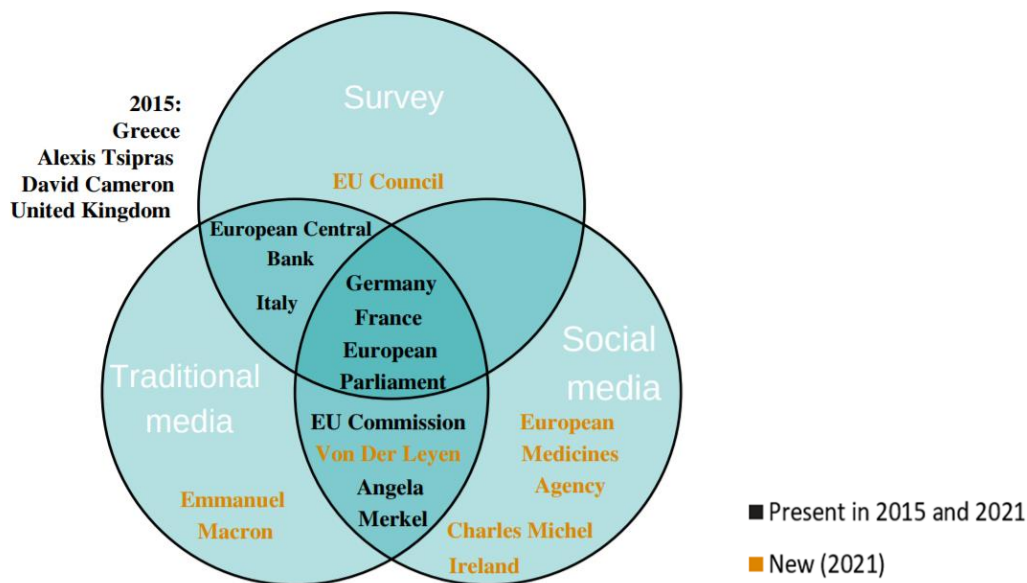 Survey
2015:
Greece
Alexis Tsipras
David Cameron
United Kingdom
EU Council
European Central
Bank
Italy
Germany
France
European
Parliament
Traditional
media
Social
media
EU Commission
Von Der Leyen
Angela
Merkel
European
Medicines
Agency
Emmanuel
Macron
Charles Michel
Ireland
Present in 2015 and 2021
New (2021)